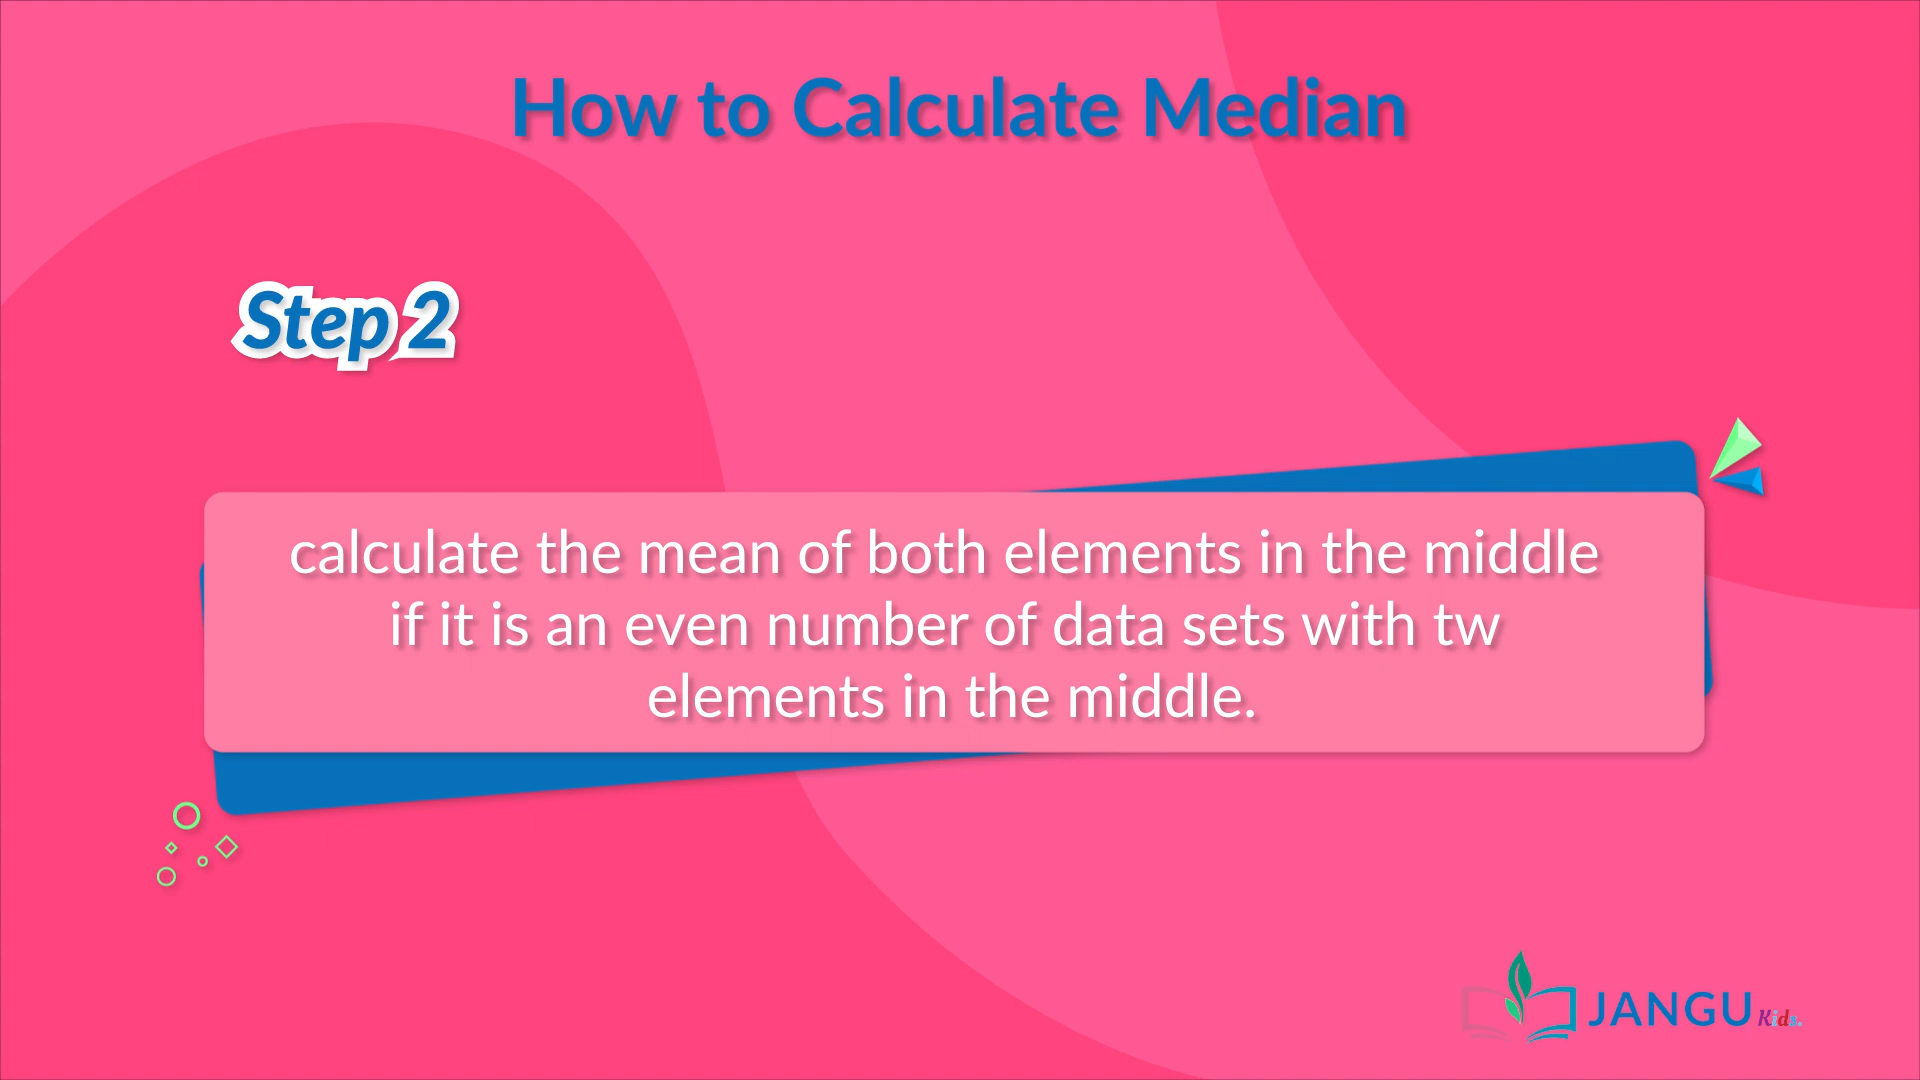 How to Calculate Median
Step 2
calculate the mean of both elements in the middle
if it is an even number of data sets with tw
elements in the middle.
JANGU Kids.